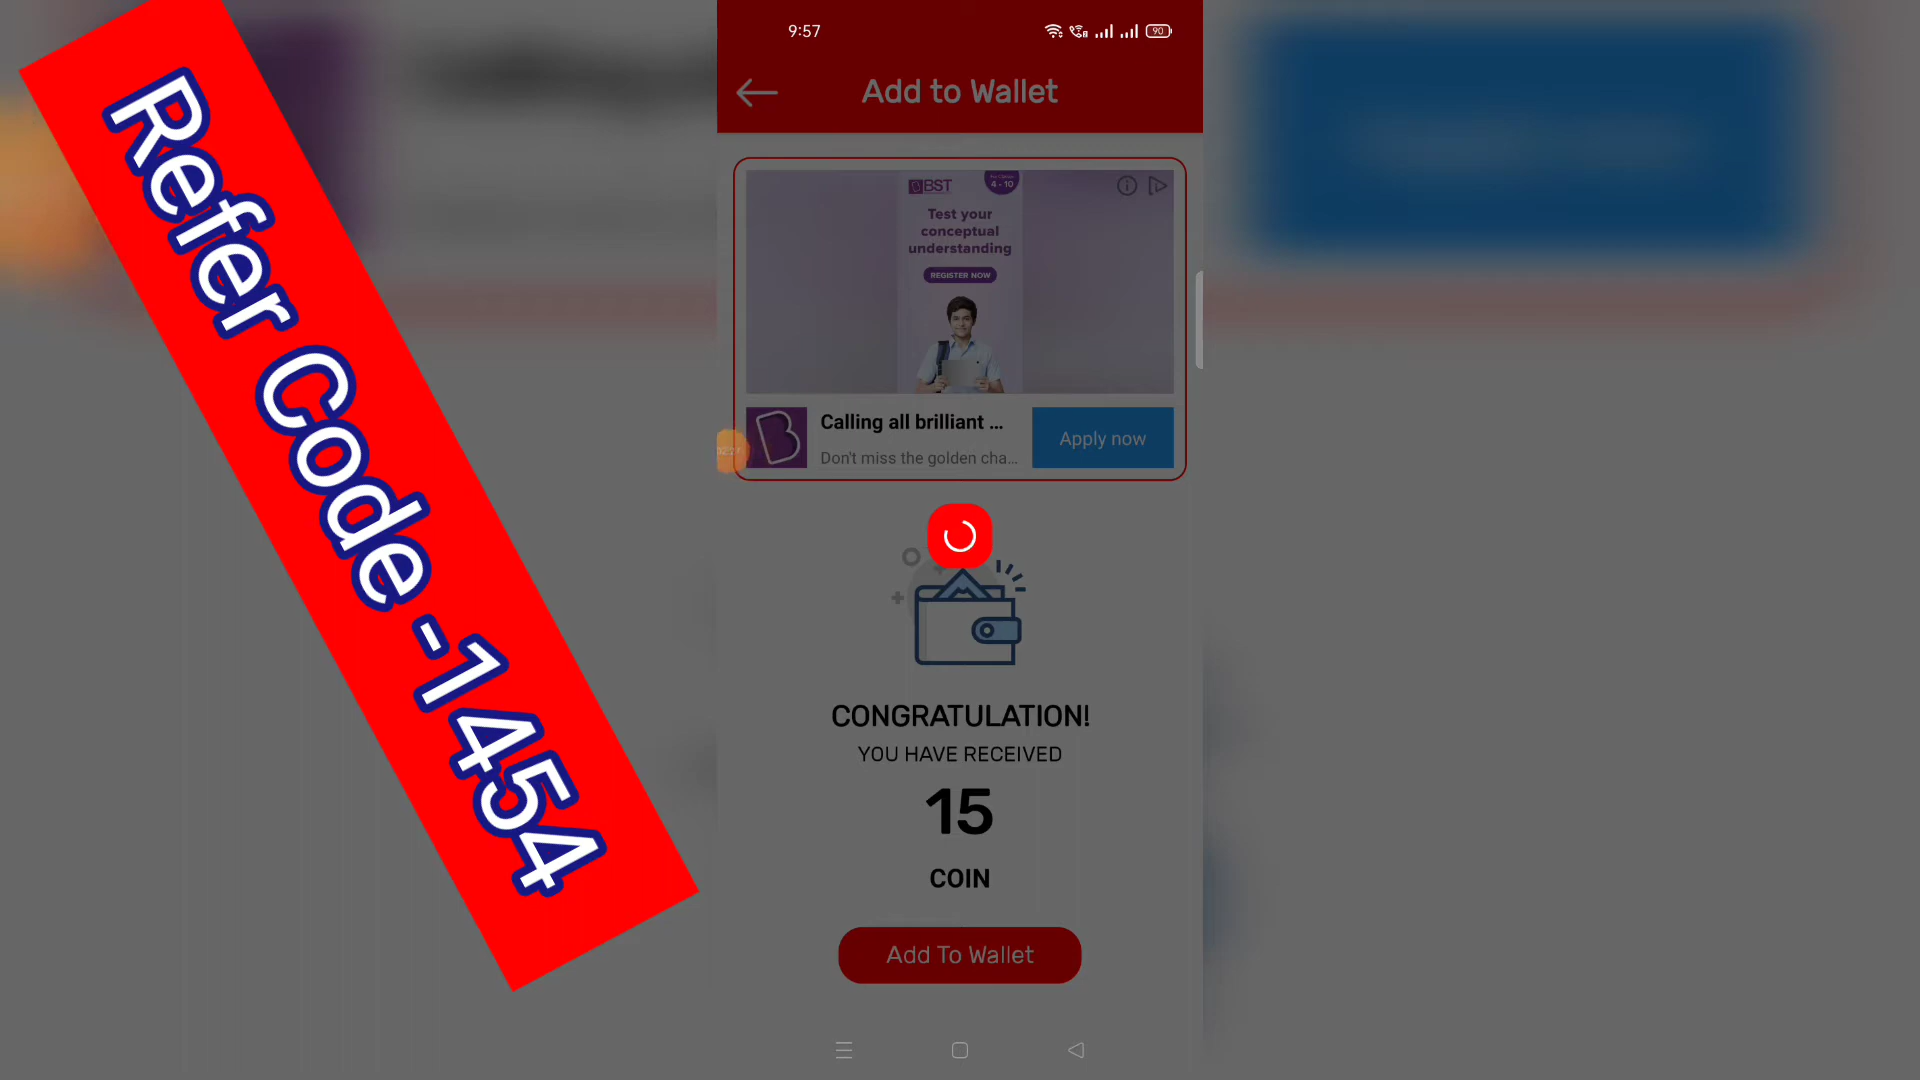 Refer Code -1454
9:57
90
Add to Wallet
BST
4 - 10
Test your
conceptual
understanding
REGISTER NOW
Calling all brilliant ...
Don't miss the golden cha...
Apply now
CONGRATULATION!
YOU HAVE RECEIVED
15
COIN
Add To Wallet